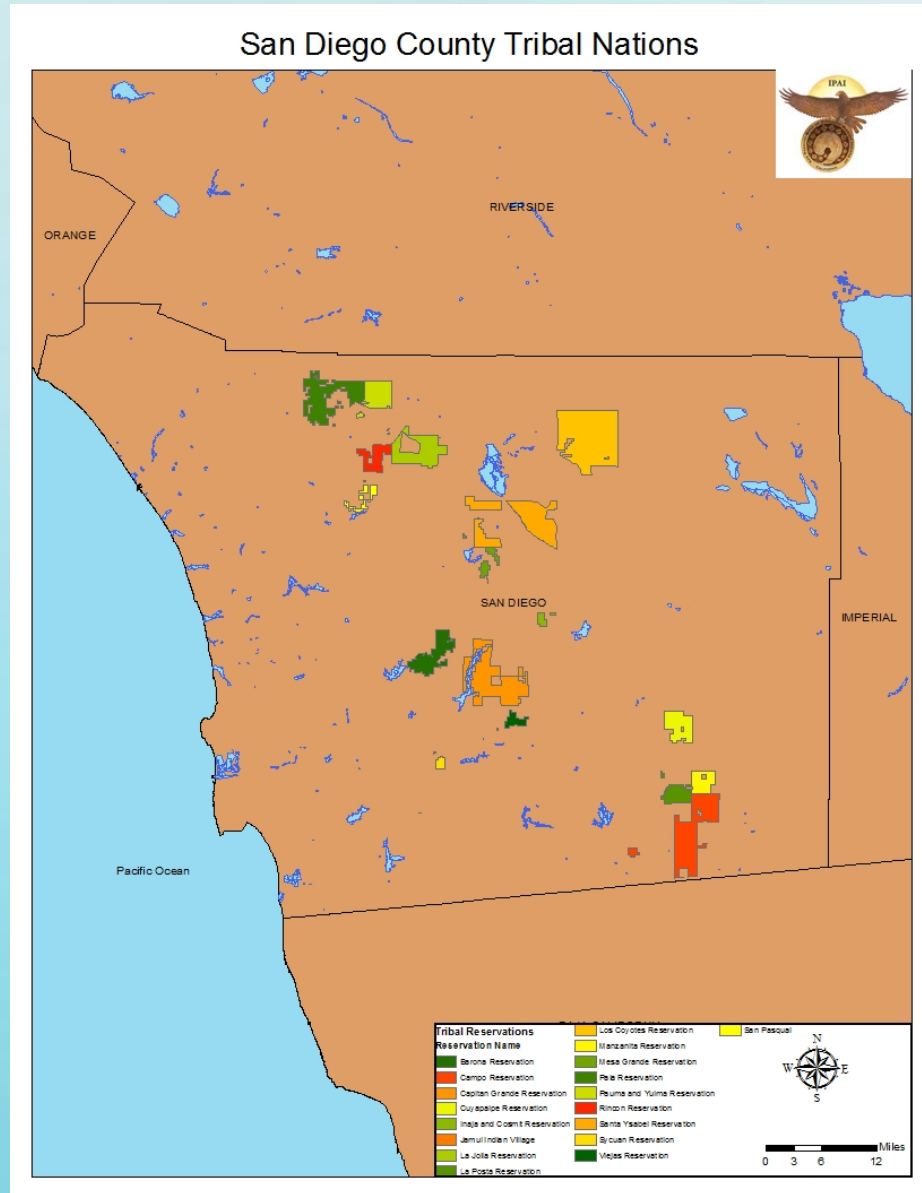 San Diego County Tribal Nations
IPAI
RIVERSIDE
ORANGE
SAN DIEGO
IMPERIAL
Pacific Ocean
Tribal Reservations
Reservation Name
Barona Reservation
Campo Reservation
Capitan Grande Reservation
Cuyapaipe Reservation
Inaja and Cosmit Reservation
Jamul Indian Village
La Jolla Reservation
La Posta Reservation
Los Coyotes Reservation
Manzanita Reservation
Mesa Grande Reservation
Pala Reservation
Pauma and Yuima Reservation
Rincon Reservation
Santa Ysabel Reservation
Sycuan Reservation
Viejas Reservation
San Pasqual
N
W E
S
Miles
0 3 6 12